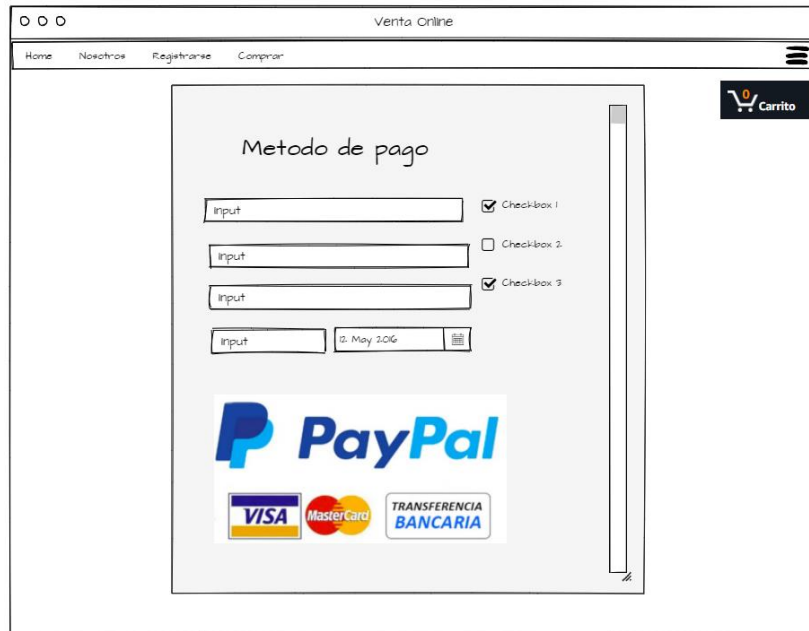 Venta Online
Home Nosotros Registrarse Comprar
0
Carrito
Metodo de pago
Input
Checkbox 1
Input
Checkbox 2
Input
Checkbox 3
Input
12 May 2016
PayPal
VISA
MasterCard
TRANSFERENCIA
BANCARIA